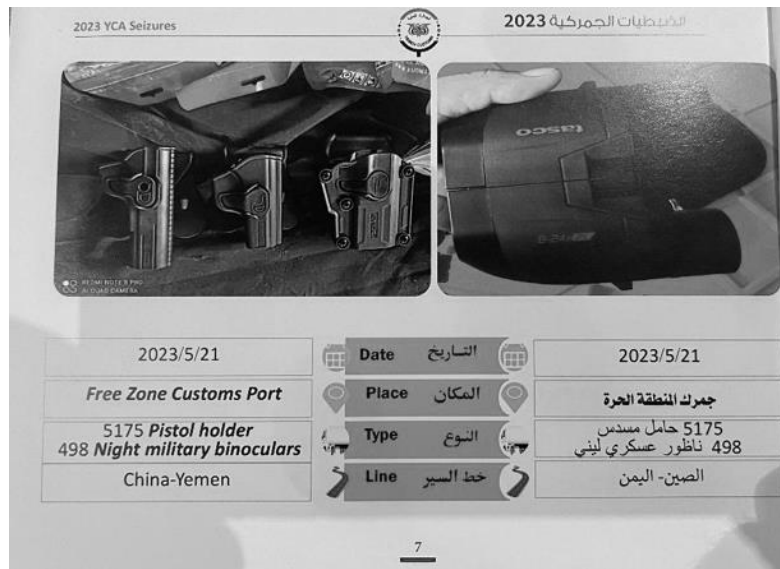 2023 YCA Seizures
الضبطيات الجمركية 2023
tasco
REDMI NOTE 8 PRO
AI QUAD CAMERA
2023/5/21
Date
التاريخ
2023/5/21
Free Zone Customs Port
Place
المكان
جمرك المنطقة الحرة
5175 Pistol holder
498 Night military binoculars
Type
النوع
5175 حامل مسدس
498 ناظور عسكري ليلي
China-Yemen
Line
خط السير
الصين- اليمن
7